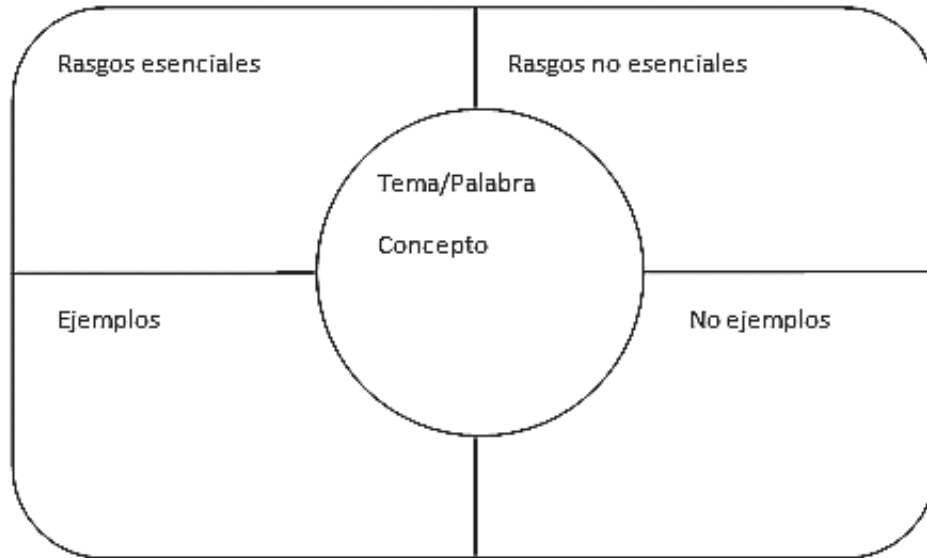 Rasgos esenciales
Rasgos no esenciales
Tema/Palabra
Concepto
Ejemplos
No ejemplos